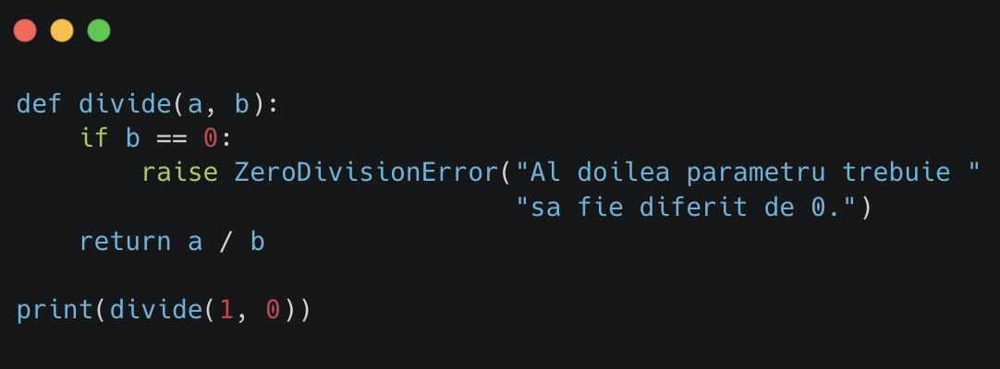 def divide(a, b):
    if b == 0:
        raise ZeroDivisionError("Al doilea parametru trebuie "
                                "sa fie diferit de 0.")
    return a / b

print(divide(1, 0))